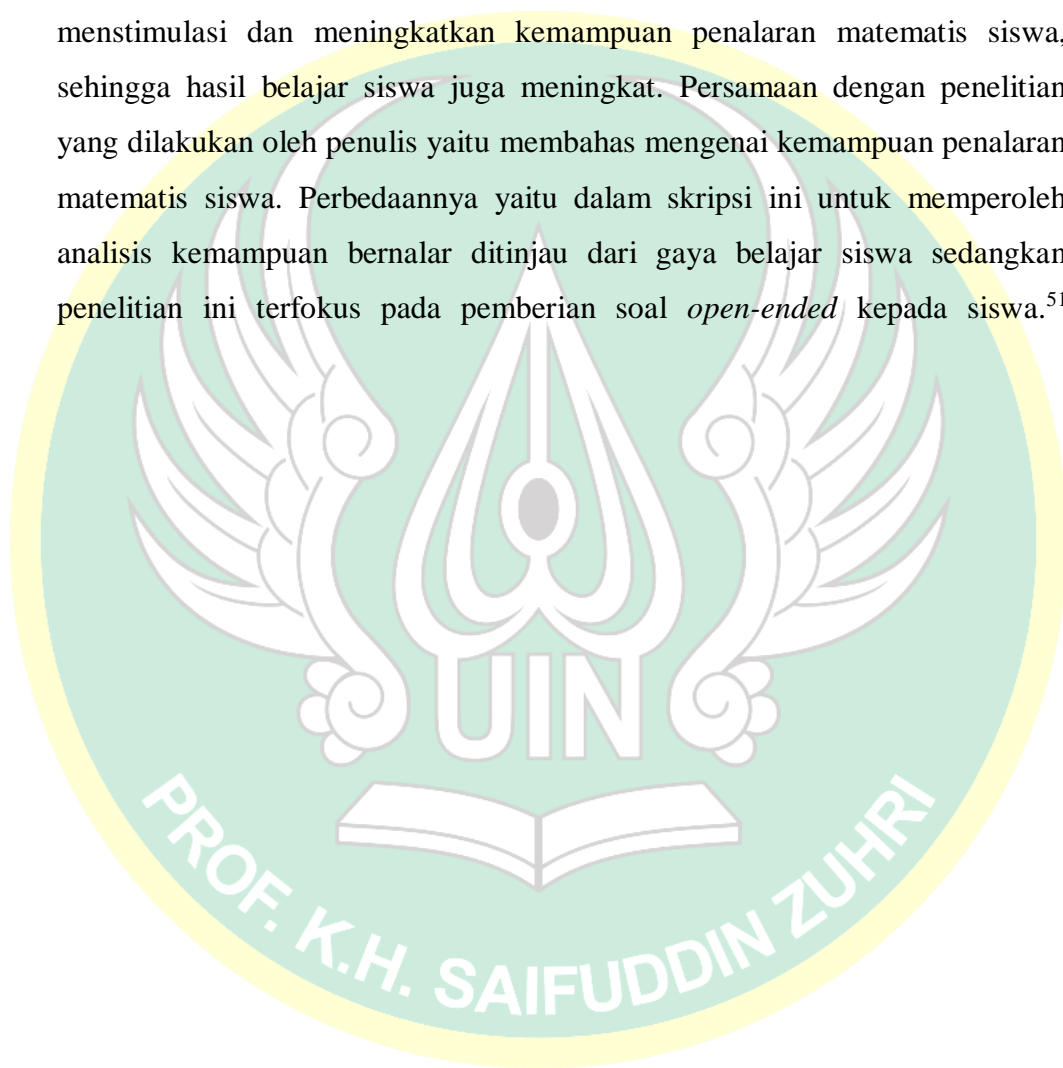 menstimulasi dan meningkatkan kemampuan penalaran matematis siswa,
sehingga hasil belajar siswa juga meningkat. Persamaan dengan penelitian
yang dilakukan oleh penulis yaitu membahas mengenai kemampuan penalaran
matematis siswa. Perbedaannya yaitu dalam skripsi ini untuk memperoleh
analisis kemampuan bernalar ditinjau dari gaya belajar siswa sedangkan
penelitian ini terfokus pada pemberian soal open-ended kepada siswa.51
UIN
PROF. K.H. SAIFUDDIN ZUHRI